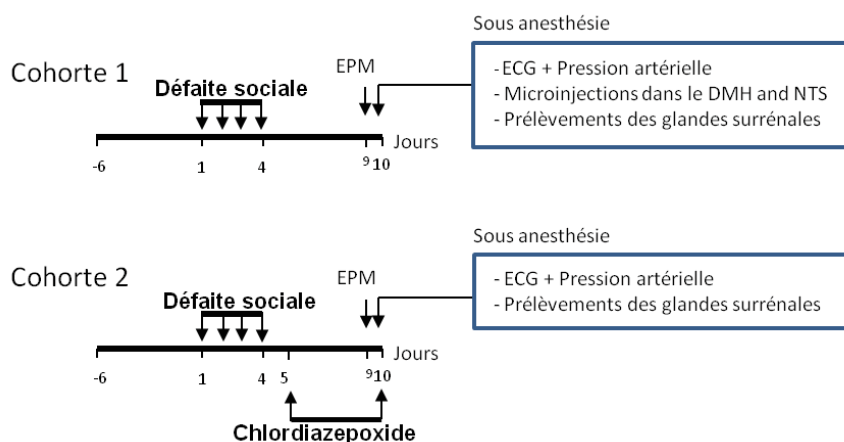 Sous anesthésie
Cohorte 1
EPM
Défaite sociale
- ECG + Pression artérielle
- Microinjections dans le DMH and NTS
- Prélèvements des glandes surrénales
Jours
-6 1 4 9 10
Sous anesthésie
Cohorte 2
EPM
Défaite sociale
- ECG + Pression artérielle
- Prélèvements des glandes surrénales
Jours
-6 1 4 5 9 10
Chlordiazepoxide